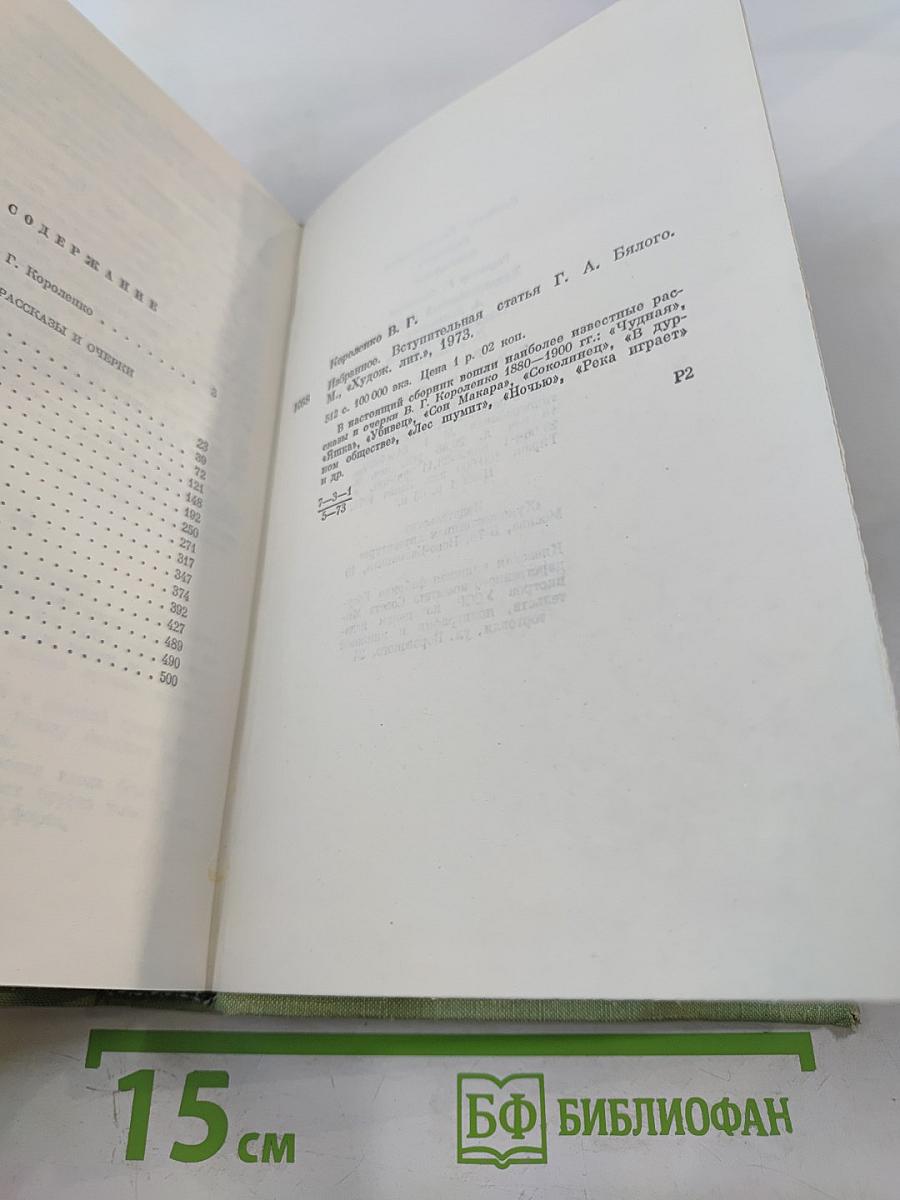 СОДЕРЖАНИЕ
Г. Короленко . . . . . . 3
РАССКАЗЫ И ОЧЕРКИ
23
39
72
121
148
192
250
271
317
347
374
392
427
489
490
500
Короленко В. Г.
К68 Избранное. Вступительная статья Г. А. Бялого.
М., «Худож. лит.», 1973.
512 с. 100 000 экз. Цена 1 р. 02 коп.
В настоящий сборник вошли наиболее известные рас-
сказы и очерки В. Г. Короленко 1880—1900 гг.: «Чудная»,
«Яшка», «Убивец», «Сон Макара», «Соколинец», «В дур-
ном обществе», «Лес шумит», «Ночью», «Река играет»
и др.
7—3—1
5—73
Р2
15 см
БФ БИБЛИОФАН